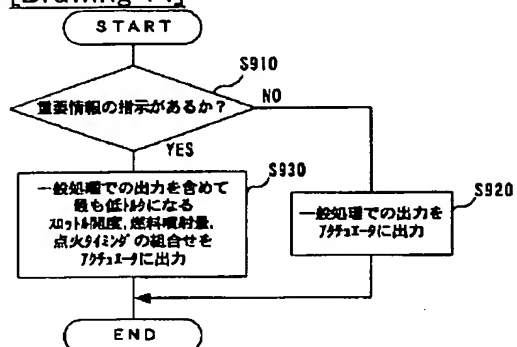 START
S910
重要情報の指示があるか?
NO
YES
S930
一般処理での出力を含めて
最も低トルクになる
スロットル開度,燃料噴射量,
点火タイミングの組合せを
アクチュエータに出力
S920
一般処理での出力を
アクチュエータに出力
END